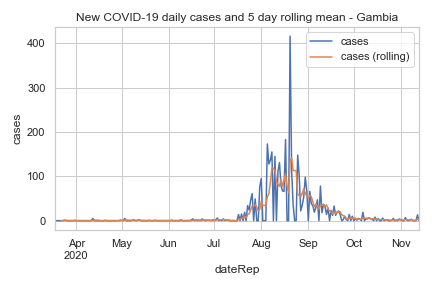 New COVID-19 daily cases and 5 day rolling mean - Gambia
cases
cases (rolling)
400
300
200
100
0
cases
Apr
2020
May
Jun
Jul
Aug
Sep
Oct
Nov
dateRep